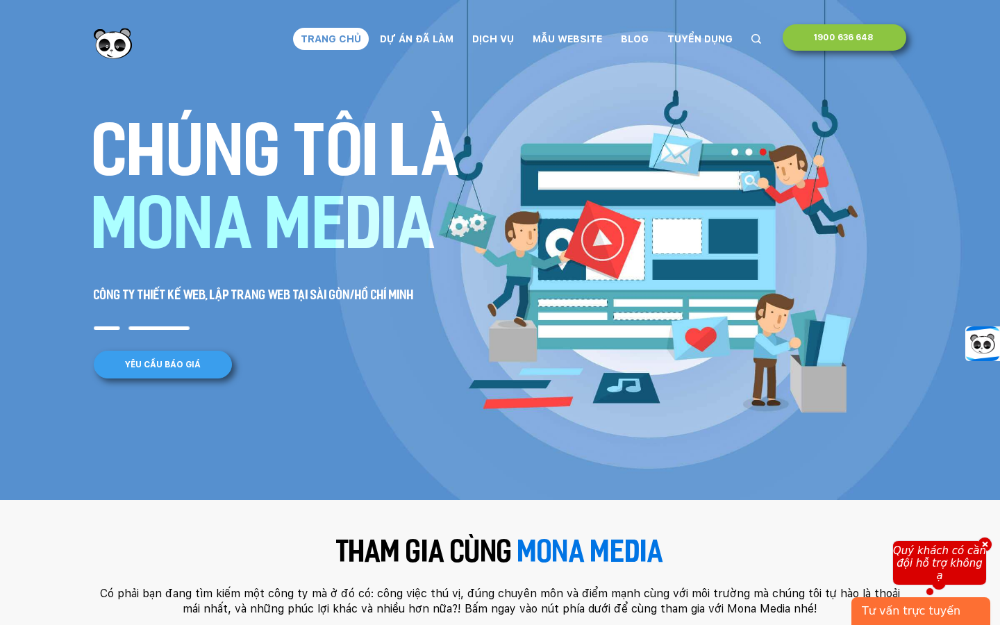 TRANG CHỦ DỰ ÁN ĐÃ LÀM DỊCH VỤ MẪU WEBSITE BLOG TUYỂN DỤNG 1900 636 648
CHÚNG TÔI LÀ
MONA MEDIA
CÔNG TY THIẾT KẾ WEB, LẬP TRANG WEB TẠI SÀI GÒN/HỒ CHÍ MINH
YÊU CẦU BÁO GIÁ
THAM GIA CÙNG MONA MEDIA
Có phải bạn đang tìm kiếm một công ty mà ở đó có: công việc thú vị, đúng chuyên môn và điểm mạnh cùng với môi trường mà chúng tôi tự hào là thoải
mái nhất, và những phúc lợi khác và nhiều hơn nữa?! Bấm ngay vào nút phía dưới để cùng tham gia với Mona Media nhé!
Quý khách có cần
đội hỗ trợ không
ạ
Tư vấn trực tuyến